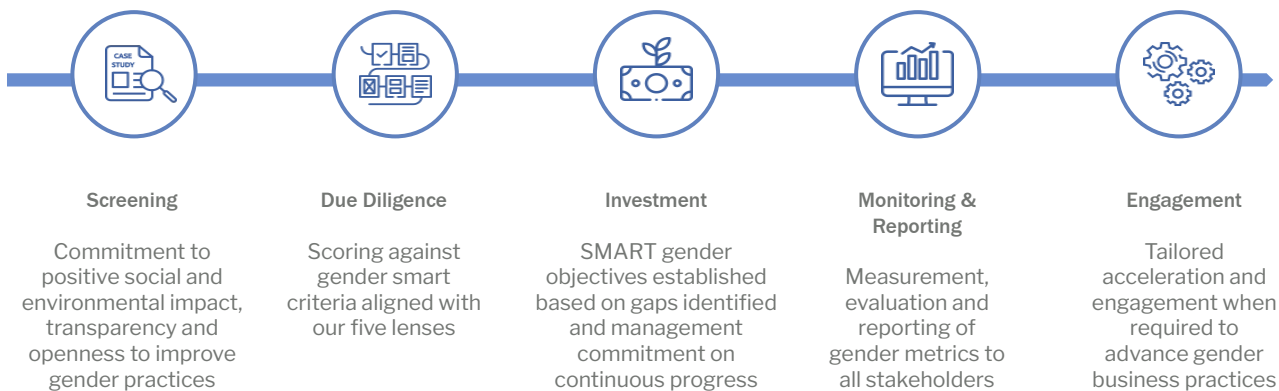 CASE
STUDY
Screening
Commitment to
positive social and
environmental impact,
transparency and
openness to improve
gender practices
Due Diligence
Scoring against
gender smart
criteria aligned with
our five lenses
Investment
SMART gender
objectives established
based on gaps identified
and management
commitment on
continuous progress
Monitoring &
Reporting
Measurement,
evaluation and
reporting of
gender metrics to
all stakeholders
Engagement
Tailored
acceleration and
engagement when
required to
advance gender
business practices